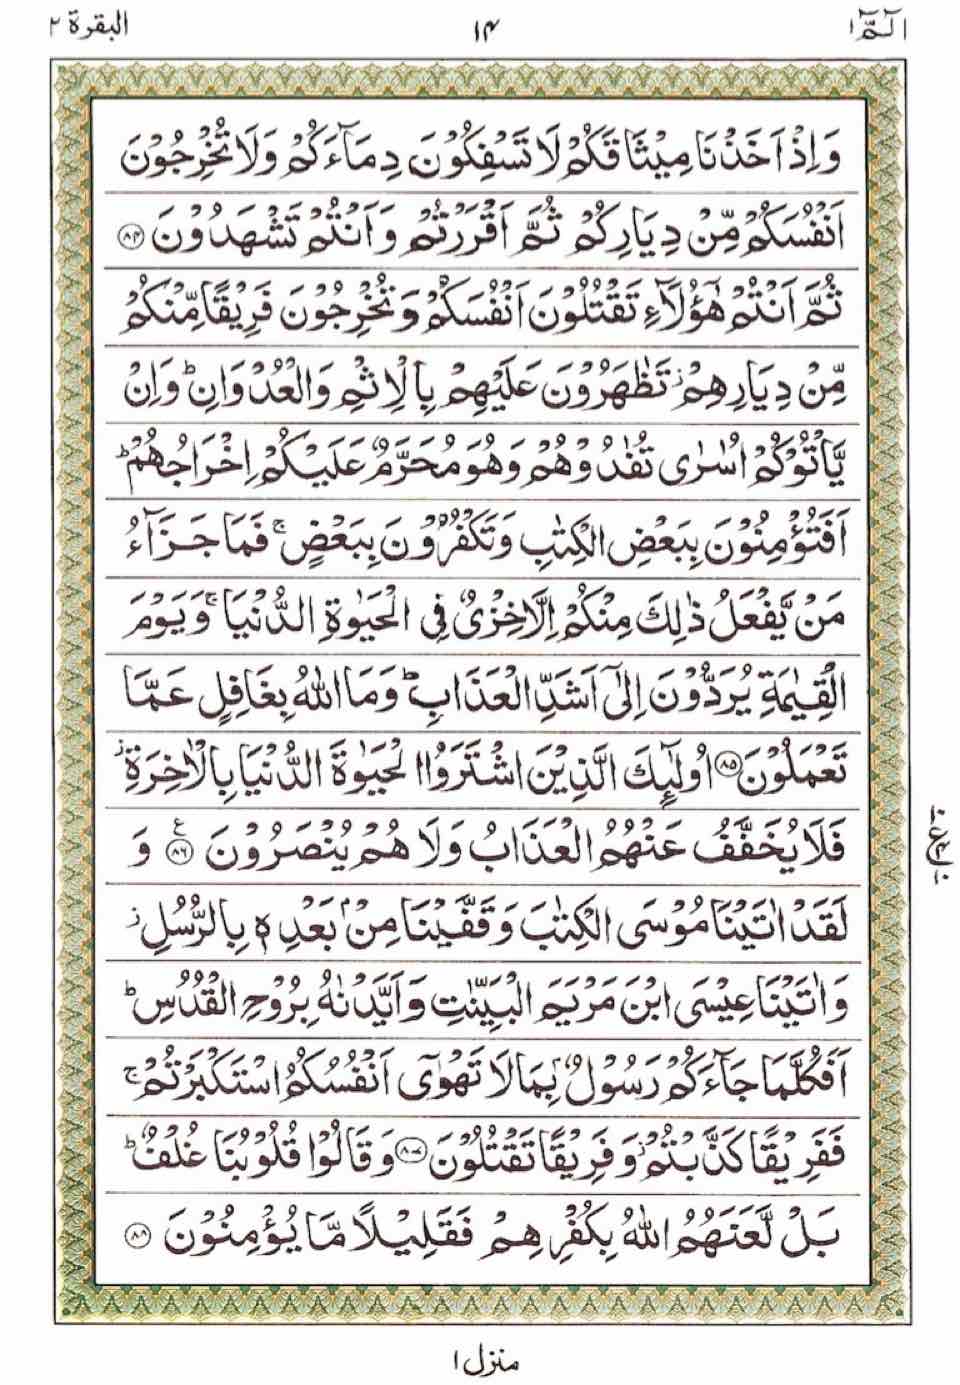 الٓمّٓ ١
١٤
البقرة ٢
وَاِذْ اَخَذْنَا مِيْثَاقَكُمْ لَا تَسْفِكُوْنَ دِمَآءَكُمْ وَلَا تُخْرِجُوْنَ
اَنْفُسَكُمْ مِّنْ دِيَارِكُمْ ثُمَّ اَقْرَرْتُمْ وَاَنْتُمْ تَشْهَدُوْنَ ﴿٨٤﴾
ثُمَّ اَنْتُمْ هٰٓؤُلَآءِ تَقْتُلُوْنَ اَنْفُسَكُمْ وَتُخْرِجُوْنَ فَرِيْقًا مِّنْكُمْ
مِّنْ دِيَارِهِمْ ز تَظٰهَرُوْنَ عَلَيْهِمْ بِالْاِثْمِ وَالْعُدْوَانِ ؕ وَاِنْ
يَّاْتُوْكُمْ اُسٰرٰى تُفٰدُوْهُمْ وَهُوَ مُحَرَّمٌ عَلَيْكُمْ اِخْرَاجُهُمْ ؕ
اَفَتُؤْمِنُوْنَ بِبَعْضِ الْكِتٰبِ وَتَكْفُرُوْنَ بِبَعْضٍ ۚ فَمَا جَزَآءُ
مَنْ يَّفْعَلُ ذٰلِكَ مِنْكُمْ اِلَّا خِزْيٌ فِي الْحَيٰوةِ الدُّنْيَا ۚ وَيَوْمَ
الْقِيٰمَةِ يُرَدُّوْنَ اِلٰٓى اَشَدِّ الْعَذَابِ ؕ وَمَا اللّٰهُ بِغَافِلٍ عَمَّا
تَعْمَلُوْنَ ﴿٨٥﴾ اُولٰٓئِكَ الَّذِيْنَ اشْتَرَوُا الْحَيٰوةَ الدُّنْيَا بِالْاٰخِرَةِ ز
فَلَا يُخَفَّفُ عَنْهُمُ الْعَذَابُ وَلَا هُمْ يُنْصَرُوْنَ ﴿٨٦﴾ ع وَ
لَقَدْ اٰتَيْنَا مُوْسَى الْكِتٰبَ وَقَفَّيْنَا مِنْۢ بَعْدِهٖ بِالرُّسُلِ ز
وَاٰتَيْنَا عِيْسَى ابْنَ مَرْيَمَ الْبَيِّنٰتِ وَاَيَّدْنٰهُ بِرُوْحِ الْقُدُسِ ؕ
اَفَكُلَّمَا جَآءَكُمْ رَسُوْلٌۢ بِمَا لَا تَهْوٰٓى اَنْفُسُكُمُ اسْتَكْبَرْتُمْ ۚ
فَفَرِيْقًا كَذَّبْتُمْ ز وَفَرِيْقًا تَقْتُلُوْنَ ﴿٨٧﴾ وَقَالُوْا قُلُوْبُنَا غُلْفٌ ؕ
بَلْ لَّعَنَهُمُ اللّٰهُ بِكُفْرِهِمْ فَقَلِيْلًا مَّا يُؤْمِنُوْنَ ﴿٨٨﴾
منزل ١